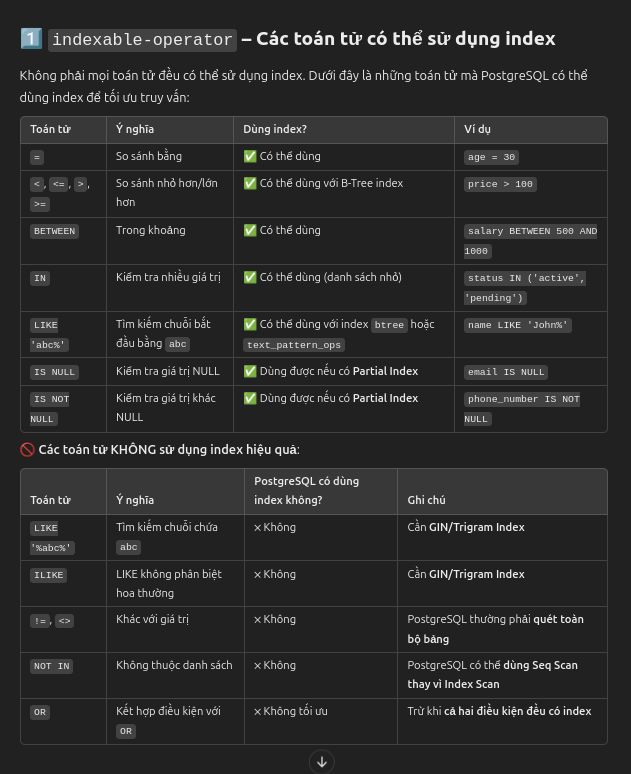 1 indexable-operator – Các toán tử có thể sử dụng index
Không phải mọi toán tử đều có thể sử dụng index. Dưới đây là những toán tử mà PostgreSQL có thể
dùng index để tối ưu truy vấn:
Toán tử Ý nghĩa Dùng index? Ví dụ
= So sánh bằng ✅ Có thể dùng age = 30
<, <=, >, So sánh nhỏ hơn/lớn ✅ Có thể dùng với B-Tree index price > 100
>= hơn
BETWEEN Trong khoảng ✅ Có thể dùng salary BETWEEN 500 AND
1000
IN Kiểm tra nhiều giá trị ✅ Có thể dùng (danh sách nhỏ) status IN ('active',
'pending')
LIKE Tìm kiếm chuỗi bắt ✅ Có thể dùng với index btree hoặc name LIKE 'John%'
'abc%' đầu bằng abc text_pattern_ops
IS NULL Kiểm tra giá trị NULL ✅ Dùng được nếu có Partial Index email IS NULL
IS NOT Kiểm tra giá trị khác ✅ Dùng được nếu có Partial Index phone_number IS NOT
NULL NULL NULL
🚫 Các toán tử KHÔNG sử dụng index hiệu quả:
PostgreSQL có dùng
Toán tử Ý nghĩa index không? Ghi chú
LIKE Tìm kiếm chuỗi chứa × Không Cần GIN/Trigram Index
'%abc%' abc
ILIKE LIKE không phân biệt × Không Cần GIN/Trigram Index
hoa thường
!=, <> Khác với giá trị × Không PostgreSQL thường phải quét toàn
bộ bảng
NOT IN Không thuộc danh sách × Không PostgreSQL có thể dùng Seq Scan
thay vì Index Scan
OR Kết hợp điều kiện với × Không tối ưu Trừ khi cả hai điều kiện đều có index
OR